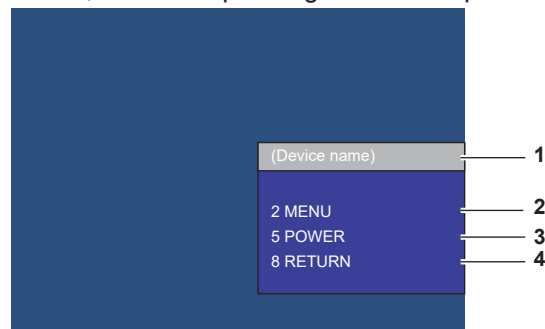 (Device name)
1
2 MENU
2
5 POWER
3
8 RETURN
4